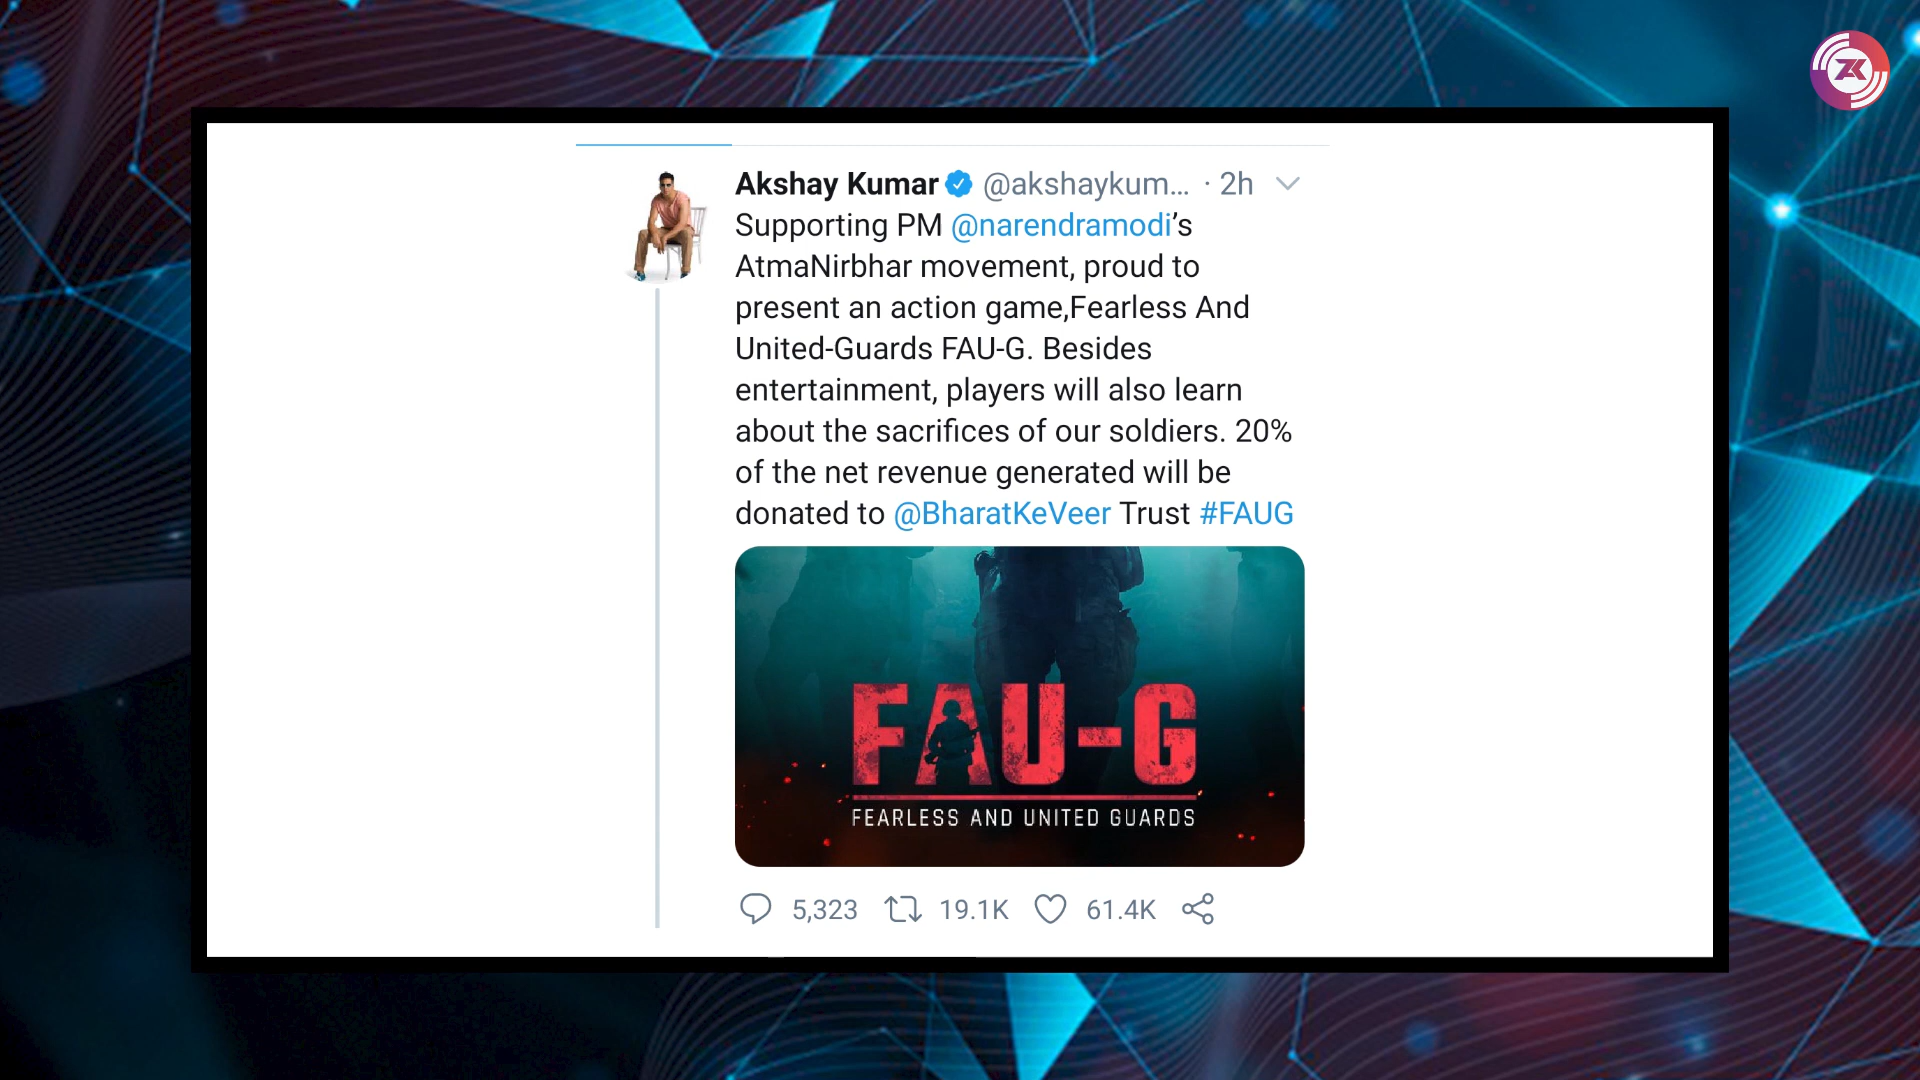 Akshay Kumar @akshaykum... · 2h
Supporting PM @narendramodi’s
AtmaNirbhar movement, proud to
present an action game,Fearless And
United-Guards FAU-G. Besides
entertainment, players will also learn
about the sacrifices of our soldiers. 20%
of the net revenue generated will be
donated to @BharatKeVeer Trust #FAUG
FAU-G
FEARLESS AND UNITED GUARDS
5,323 19.1K 61.4K